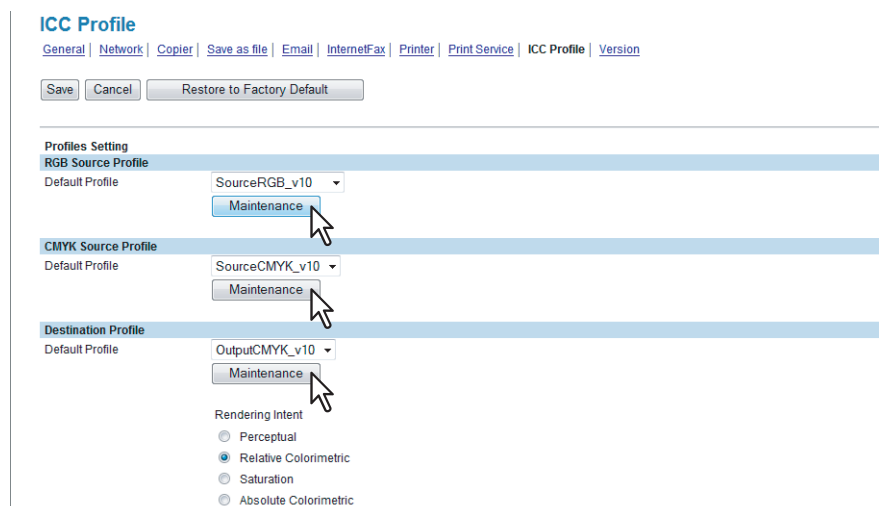 ICC Profile
General | Network | Copier | Save as file | Email | InternetFax | Printer | Print Service | ICC Profile | Version
Save Cancel Restore to Factory Default
Profiles Setting
RGB Source Profile
Default Profile SourceRGB_v10
Maintenance
CMYK Source Profile
Default Profile SourceCMYK_v10
Maintenance
Destination Profile
Default Profile OutputCMYK_v10
Maintenance
Rendering Intent
Perceptual
Relative Colorimetric
Saturation
Absolute Colorimetric